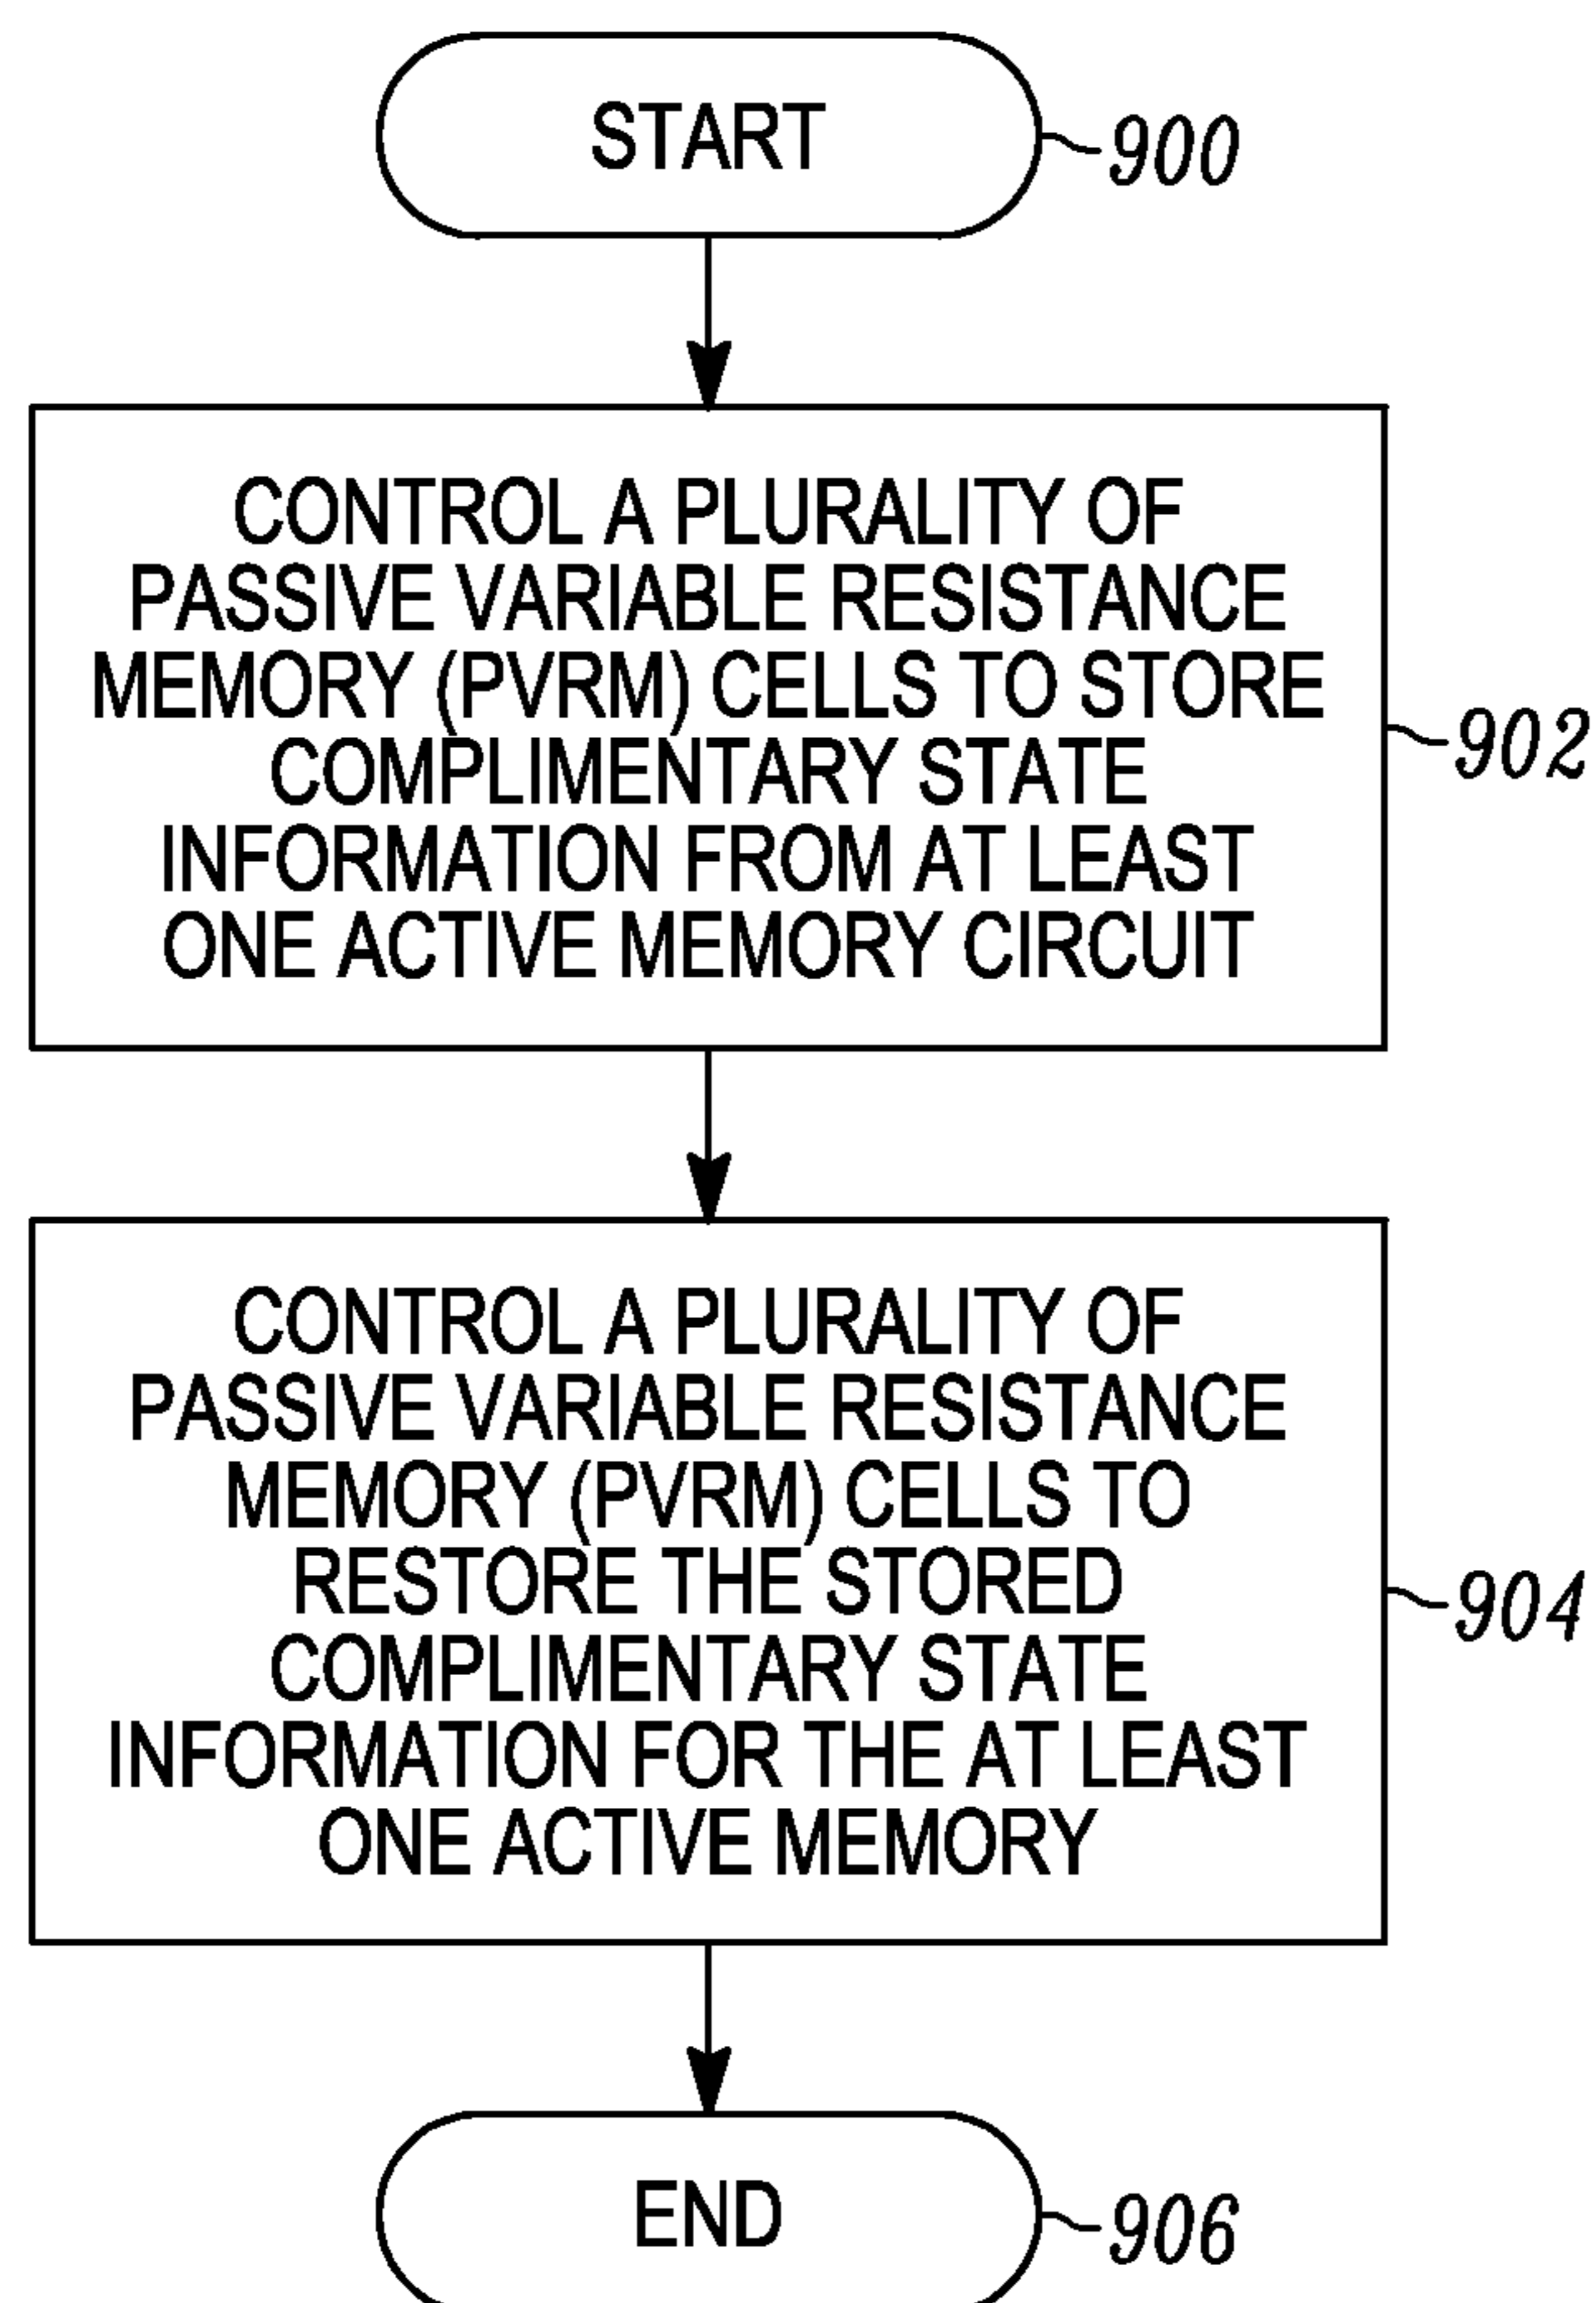 START
900
CONTROL A PLURALITY OF
PASSIVE VARIABLE RESISTANCE
MEMORY (PVRM) CELLS TO STORE
COMPLIMENTARY STATE
INFORMATION FROM AT LEAST
ONE ACTIVE MEMORY CIRCUIT
902
CONTROL A PLURALITY OF
PASSIVE VARIABLE RESISTANCE
MEMORY (PVRM) CELLS TO
RESTORE THE STORED
COMPLIMENTARY STATE
INFORMATION FOR THE AT LEAST
ONE ACTIVE MEMORY
904
END
906